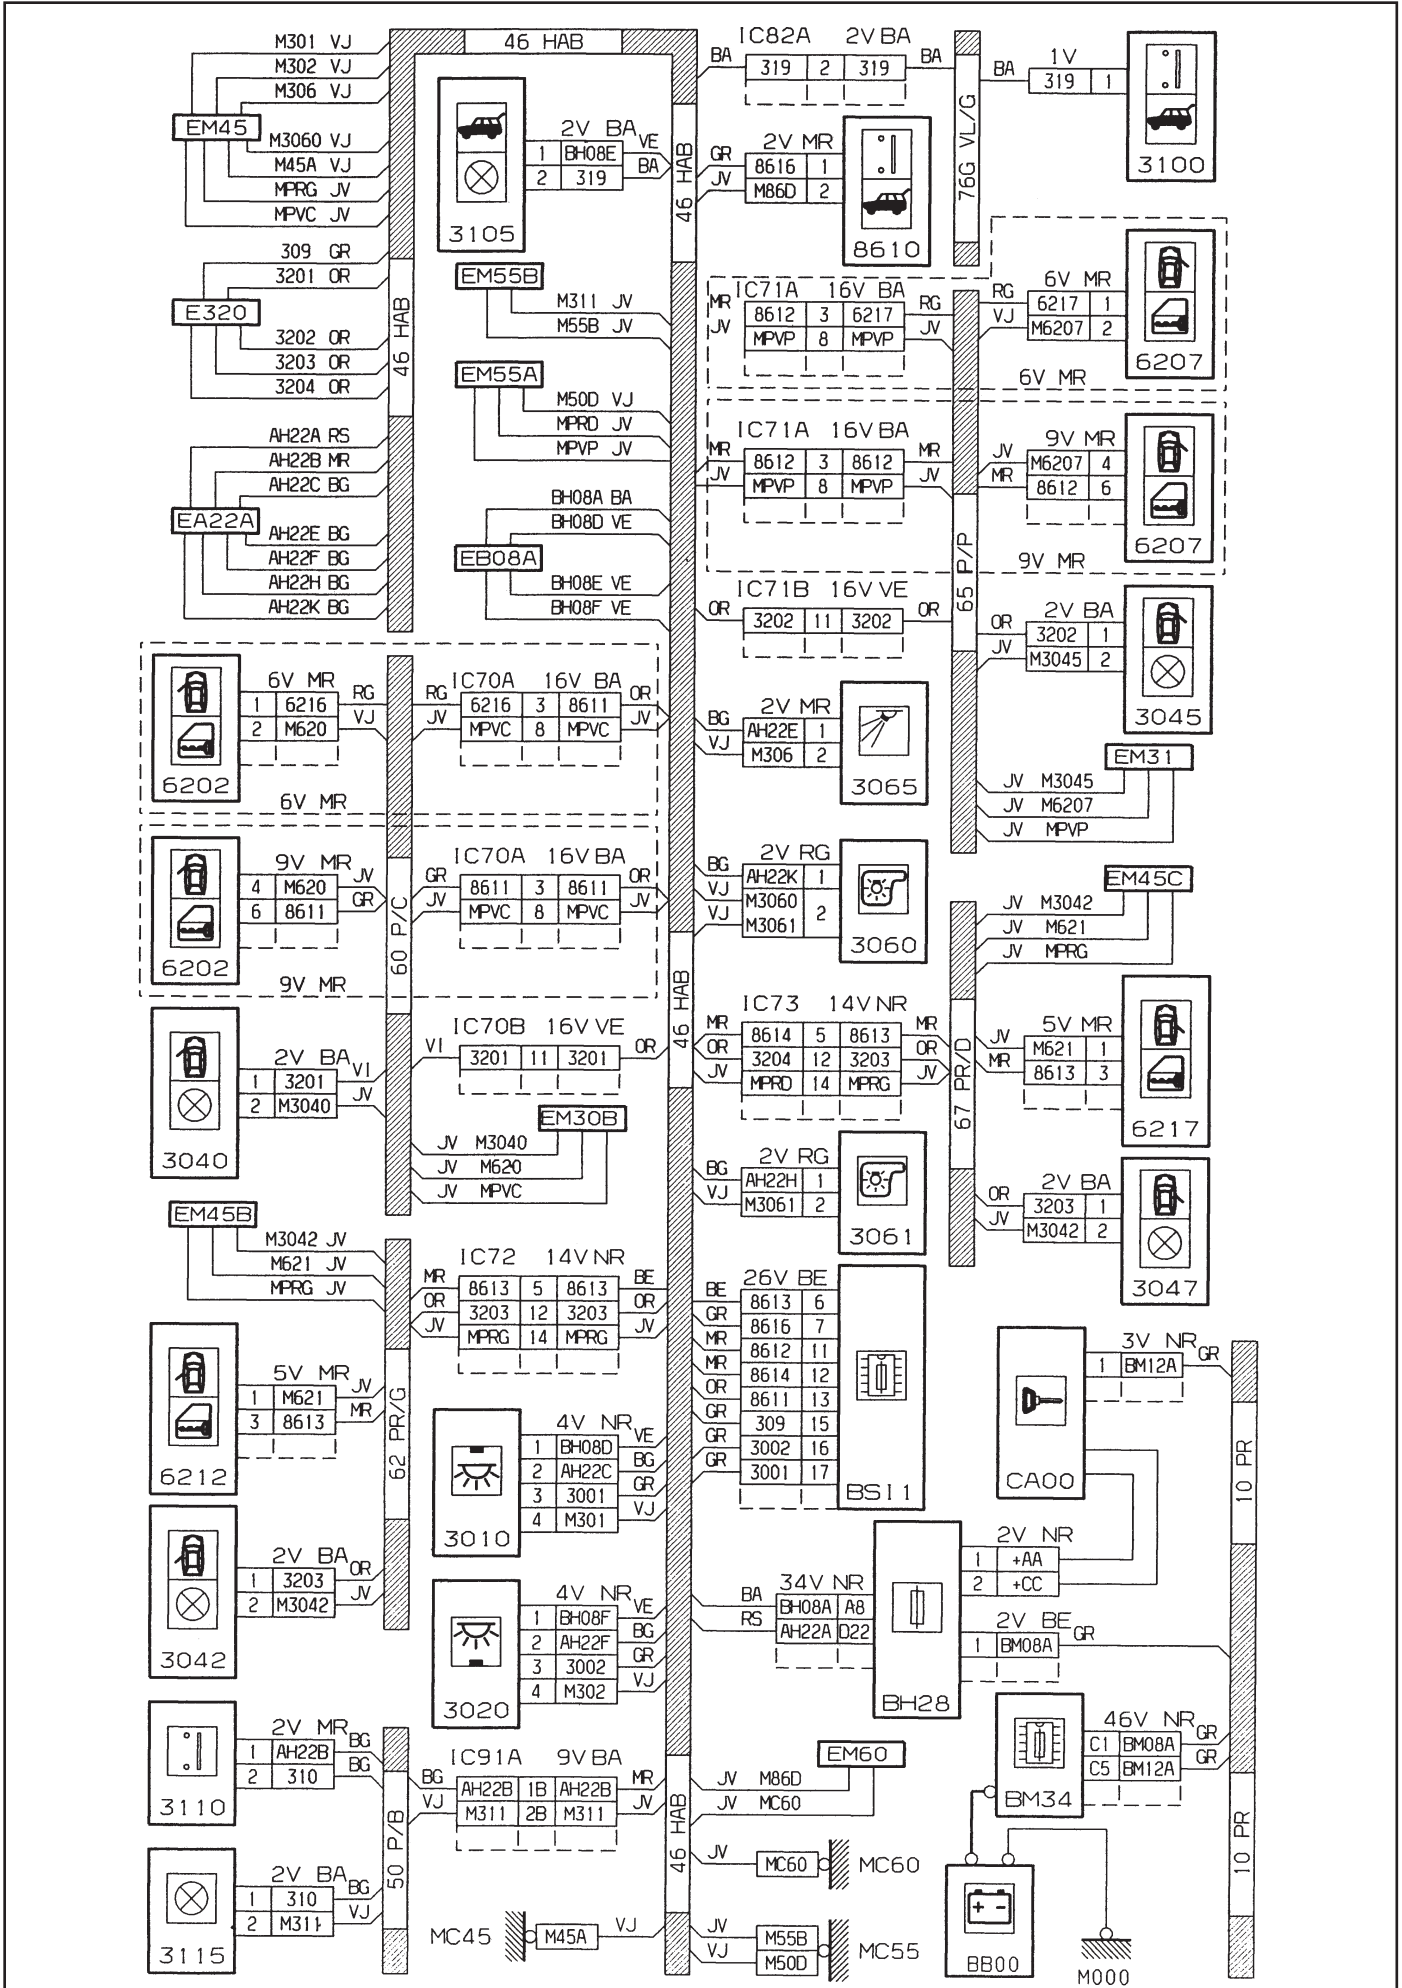 M301 VJ
M302 VJ
M306 VJ
EM45
M3060 VJ
M45A VJ
MPRG JV
MPVC JV
309 GR
3201 OR
E320
3202 OR
3203 OR
3204 OR
AH22A RS
AH22B MR
AH22C BG
EA22A
AH22E BG
AH22F BG
AH22H BG
AH22K BG
46 HAB
46 HAB
46 HAB
3105
2V BA
1 BH08E VE
2 319 BA
EM55B
M311 JV
M55B JV
EM55A
M50D VJ
MPRD JV
MPVP JV
BH08A BA
BH08D VE
EB08A
BH08E VE
BH08F VE
IC82A 2V BA
BA 319 2 319 BA
76G VL/G
1V
BA 319 1
3100
2V MR
GR 8616 1
JV M86D 2
8610
IC71A 16V BA
MR 8612 3 6217 RG
JV MPVP 8 MPVP JV
6V MR
RG 6217 1
VJ M6207 2
6207
6V MR
IC71A 16V BA
MR 8612 3 8612 MR
JV MPVP 8 MPVP JV
9V MR
JV M6207 4
MR 8612 6
6207
9V MR
65 P/P
IC71B 16V VE
OR 3202 11 3202 OR
2V BA
OR 3202 1
JV M3045 2
3045
EM31
JV M3045
JV M6207
JV MPVP
6V MR
1 6216 RG
2 M620 VJ
6202
6V MR
IC70A 16V BA
RG 6216 3 8611 OR
JV MPVC 8 MPVC JV
9V MR
4 M620 JV
6 8611 GR
6202
9V MR
60 P/C
IC70A 16V BA
GR 8611 3 8611 OR
JV MPVC 8 MPVC JV
2V MR
BG AH22E 1
VJ M306 2
3065
2V RG
BG AH22K 1
VJ M3060 2
VJ M3061
3060
EM45C
JV M3042
JV M621
JV MPRG
2V BA
1 3201 VI
2 M3040 JV
3040
IC70B 16V VE
VI 3201 11 3201 OR
EM30B
JV M3040
JV M620
JV MPVC
46 HAB
IC73 14V NR
MR 8614 5 8613 MR
OR 3204 12 3203 OR
JV MPRD 14 MPRG JV
67 PR/D
5V MR
JV M621 1
MR 8613 3
6217
2V RG
BG AH22H 1
VJ M3061 2
3061
2V BA
OR 3203 1
JV M3042 2
3047
EM45B
M3042 JV
M621 JV
MPRG JV
IC72 14V NR
MR 8613 5 8613 BE
OR 3203 12 3203 OR
JV MPRG 14 MPRG JV
5V MR
1 M621 JV
3 8613 MR
6212
62 PR/G
26V BE
BE 8613 6
GR 8616 7
MR 8612 11
MR 8614 12
OR 8611 13
GR 309 15
GR 3002 16
GR 3001 17
BSI1
3V NR
1 BM12A GR
CA00
10 PR
4V NR
1 BH08D VE
2 AH22C BG
3 3001 GR
4 M301 VJ
3010
2V BA
1 3203 OR
2 M3042 JV
3042
4V NR
1 BH08F VE
2 AH22F BG
3 3002 GR
4 M302 VJ
3020
34V NR
BA BH08A A8
RS AH22A D22
BH28
2V NR
1 +AA
2 +CC
2V BE
1 BM08A GR
46V NR
C1 BM08A GR
C5 BM12A GR
BM34
10 PR
2V MR
1 AH22B BG
2 310 BG
3110
50 P/B
IC91A 9V BA
BG AH22B 1B AH22B MR
VJ M311 2B M311 JV
46 HAB
EM60
JV M86D
JV MC60
JV MC60 MC60
2V BA
1 310 BG
2 M311 VJ
3115
MC45 M45A VJ
JV M55B
VJ M50D
MC55
BB00
M000